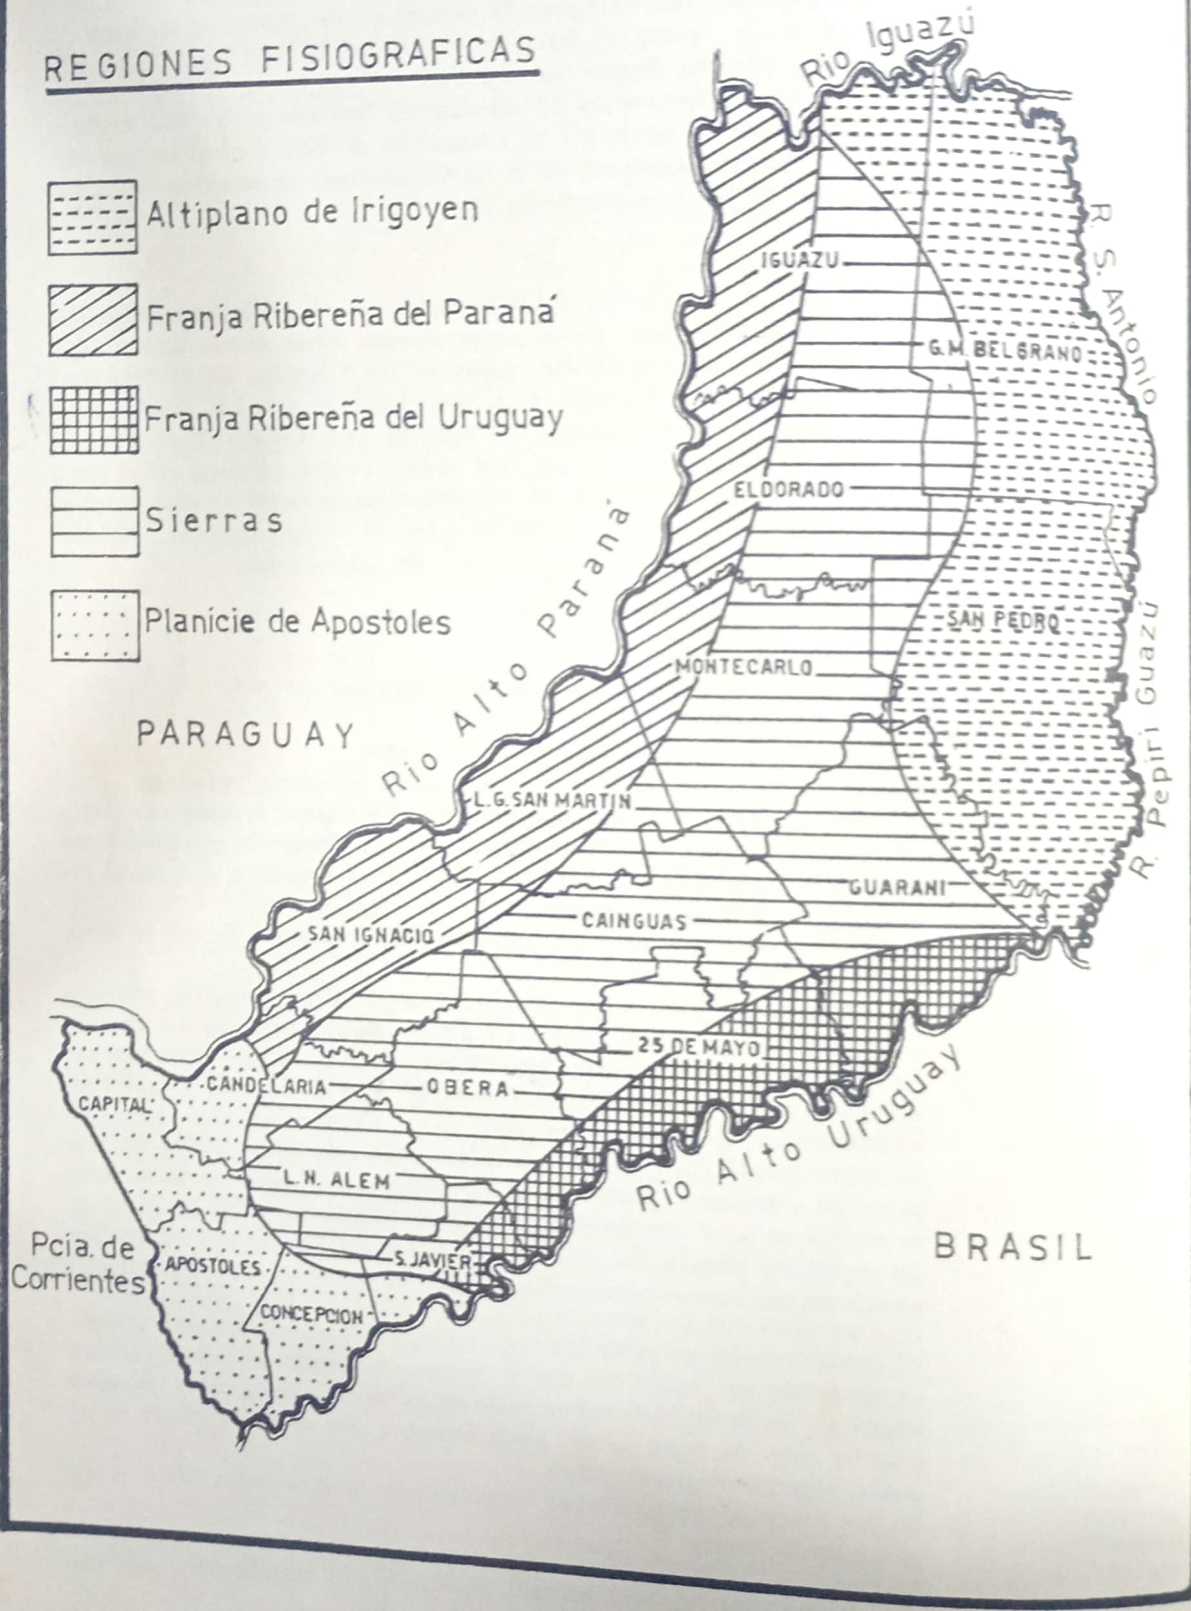 REGIONES FISIOGRAFICAS
Altiplano de Irigoyen
Franja Ribereña del Paraná
Franja Ribereña del Uruguay
Sierras
Planicie de Apostoles
PARAGUAY
Rio Iguazú
R. S. Antonio
IGUAZU
G.M. BELGRANO
ELDORADO
Rio Alto Paraná
SAN PEDRO
R. Pepiri Guazú
MONTECARLO
L.G. SAN MARTIN
GUARANI
CAINGUAS
SAN IGNACIO
25 DE MAYO
CANDELARIA
OBERA
CAPITAL
L.N. ALEM
Rio Alto Uruguay
BRASIL
Pcia. de
Corrientes
APOSTOLES
S. JAVIER
CONCEPCION